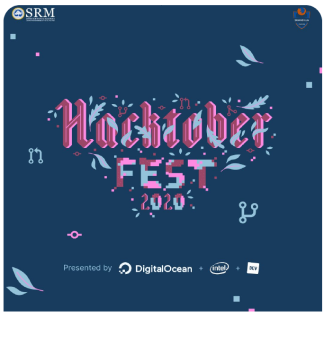 SRM
Hacktober
FEST
2020
Presented by DigitalOcean + intel + DEV